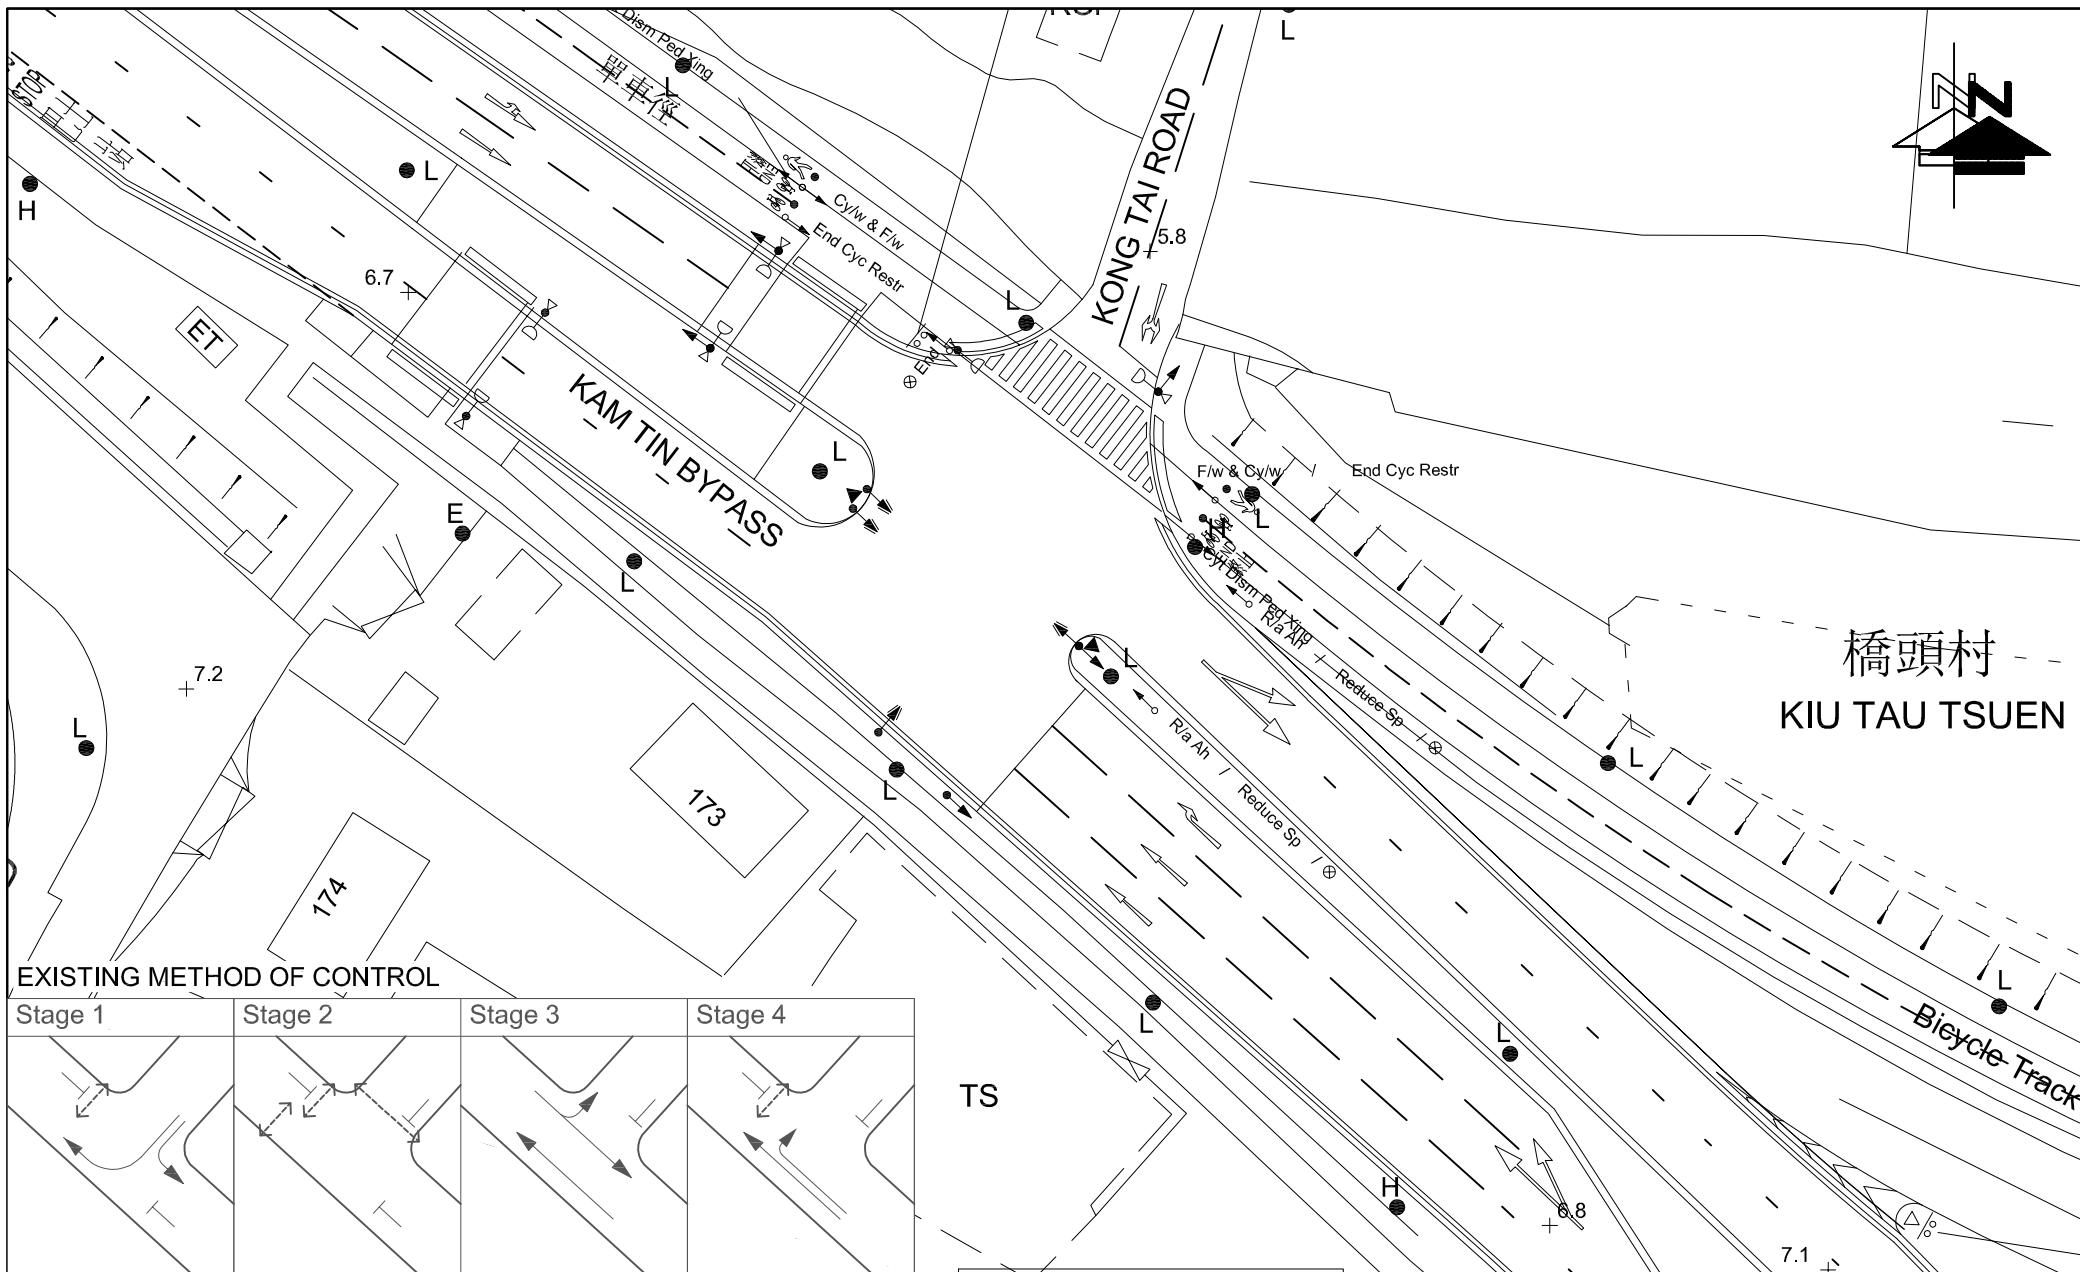 L
Dism Ped Xing
L
單車徑
N
KONG TAI ROAD
5.8
L
H
Cy/w & F/w
End Cyc Restr
6.7
ET
L
End
KAM TIN BYPASS
L
F/w & Cy/w
End Cyc Restr
L
H
E
L
Cyt Dism Ped Xing
R/a Ah / Reduce Sp /
橋頭村
KIU TAU TSUEN
7.2
L
L
R/a Ah / Reduce Sp /
L
L
173
174
L
L
L
L
Bicycle Track
TS
H
6.8
7.1
EXISTING METHOD OF CONTROL
Stage 1
Stage 2
Stage 3
Stage 4